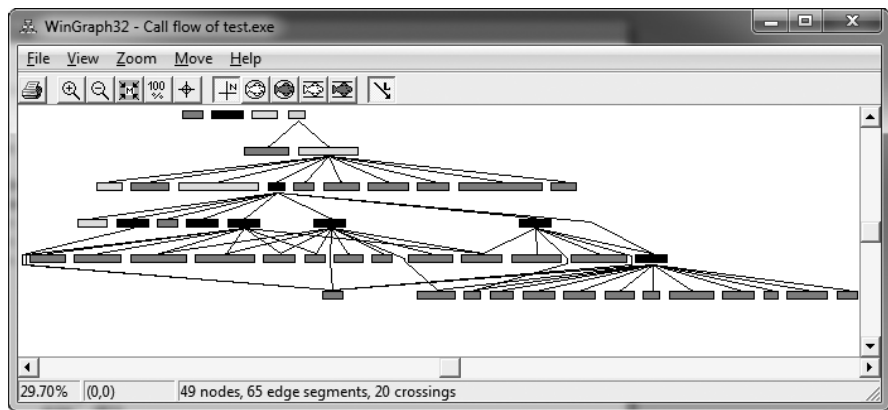 WinGraph32 - Call flow of test.exe
File View Zoom Move Help
100 %
N
29.70% (0,0) 49 nodes, 65 edge segments, 20 crossings